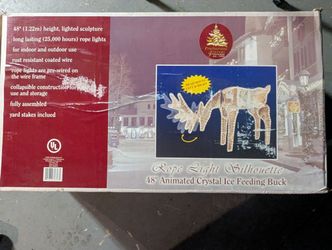 48" (1.22m) height, lighted sculpture
long lasting (25,000 hours) rope lights
for indoor and outdoor use
rust resistant coated wire
rope lights are pre-wired on
the wire frame
collapsible construction for
use and storage
fully assembled
yard stakes included
UL
Rope Light Silhouette
48" Animated Crystal Ice Feeding Buck